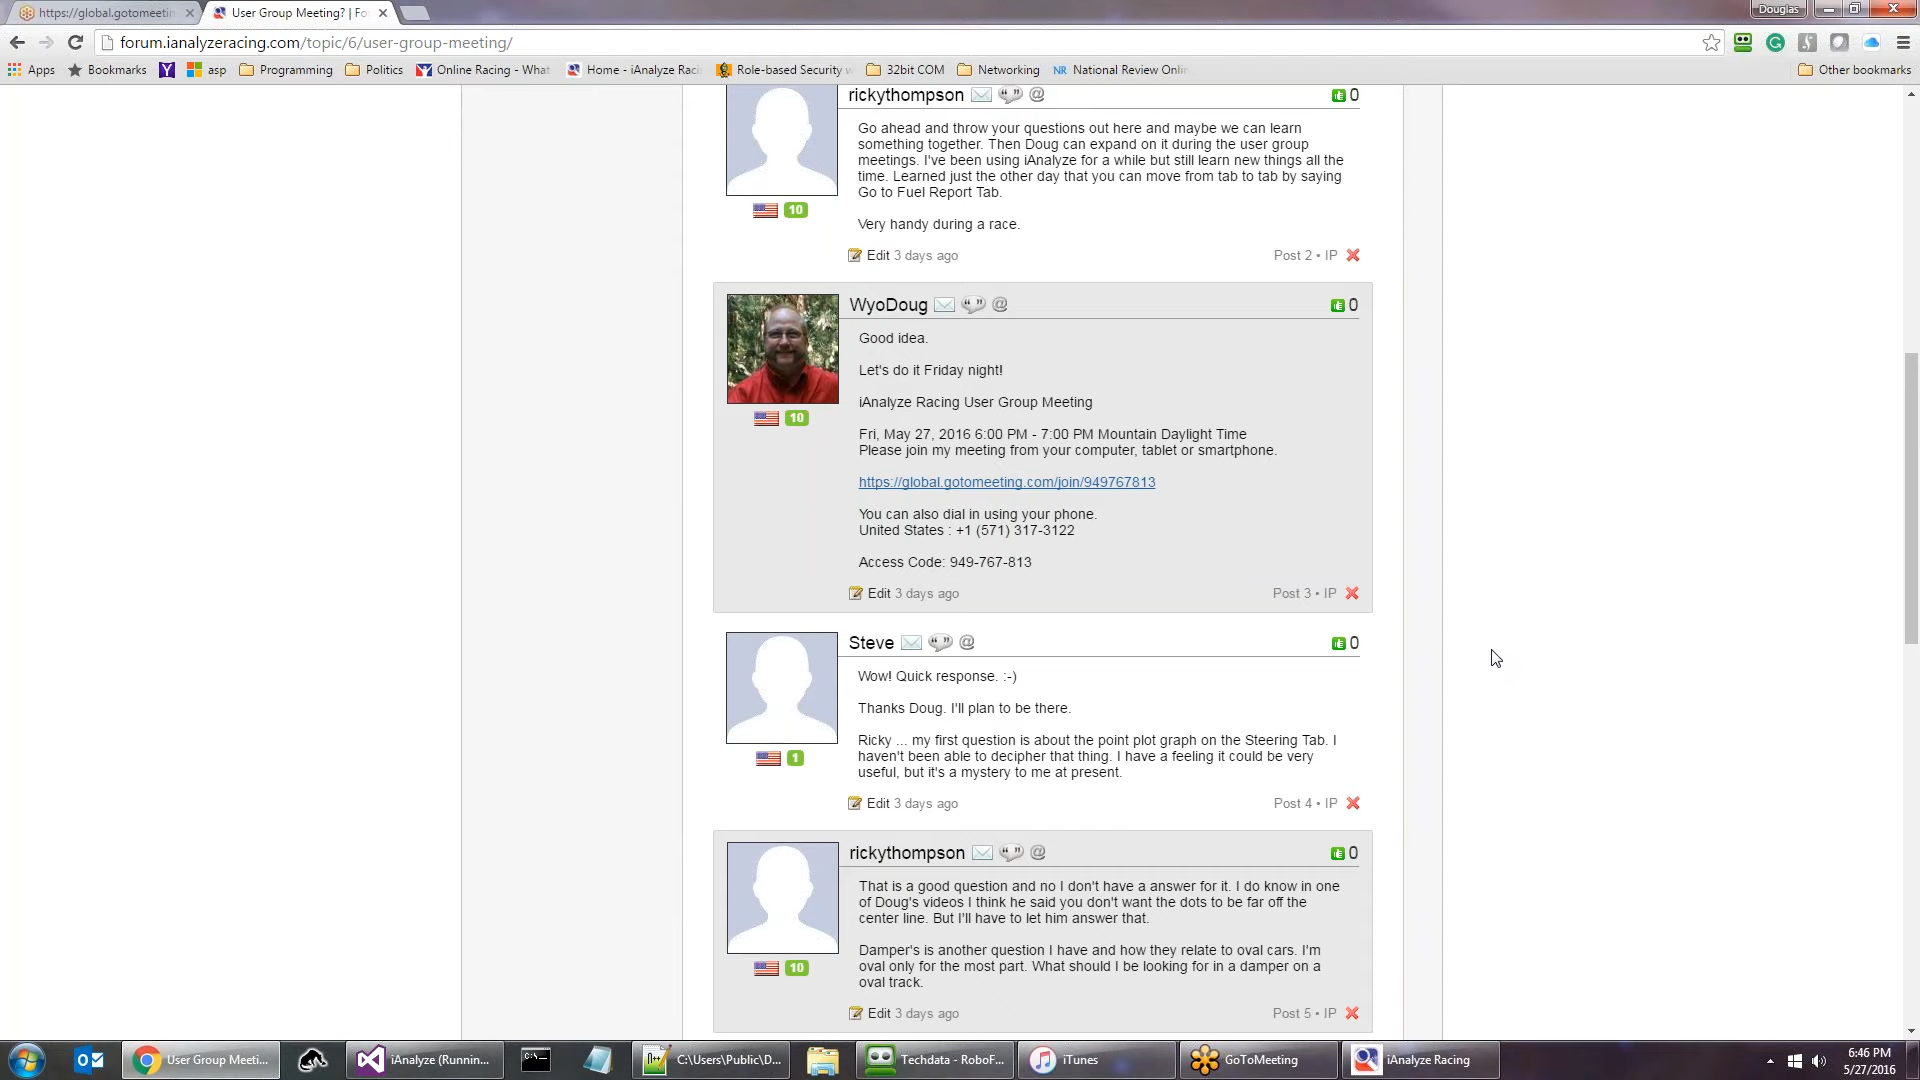 https://global.gotomeetin
User Group Meeting? | Fo
Douglas
forum.ianalyzeracing.com/topic/6/user-group-meeting/
Apps
Bookmarks
asp
Programming
Politics
Online Racing - What
Home - iAnalyze Raci
Role-based Security
32bit COM
Networking
NR
National Review Onlin
Other bookmarks
rickythompson
0
Go ahead and throw your questions out here and maybe we can learn
something together. Then Doug can expand on it during the user group
meetings. I've been using iAnalyze for a while but still learn new things all the
time. Learned just the other day that you can move from tab to tab by saying
Go to Fuel Report Tab.
Very handy during a race.
10
Edit 3 days ago
Post 2 • IP
WyoDoug
0
Good idea.
Let's do it Friday night!
iAnalyze Racing User Group Meeting
Fri, May 27, 2016 6:00 PM - 7:00 PM Mountain Daylight Time
Please join my meeting from your computer, tablet or smartphone.
https://global.gotomeeting.com/join/949767813
You can also dial in using your phone.
United States : +1 (571) 317-3122
Access Code: 949-767-813
10
Edit 3 days ago
Post 3 • IP
Steve
0
Wow! Quick response. :-)
Thanks Doug. I'll plan to be there.
Ricky ... my first question is about the point plot graph on the Steering Tab. I
haven't been able to decipher that thing. I have a feeling it could be very
useful, but it's a mystery to me at present.
1
Edit 3 days ago
Post 4 • IP
rickythompson
0
That is a good question and no I don't have a answer for it. I do know in one
of Doug's videos I think he said you don't want the dots to be far off the
center line. But I'll have to let him answer that.
Damper's is another question I have and how they relate to oval cars. I'm
oval only for the most part. What should I be looking for in a damper on a
oval track.
10
Edit 3 days ago
Post 5 • IP
User Group Meeti...
iAnalyze (Runnin...
C:\Users\Public\D...
Techdata - RoboF...
iTunes
GoToMeeting
iAnalyze Racing
6:46 PM
5/27/2016